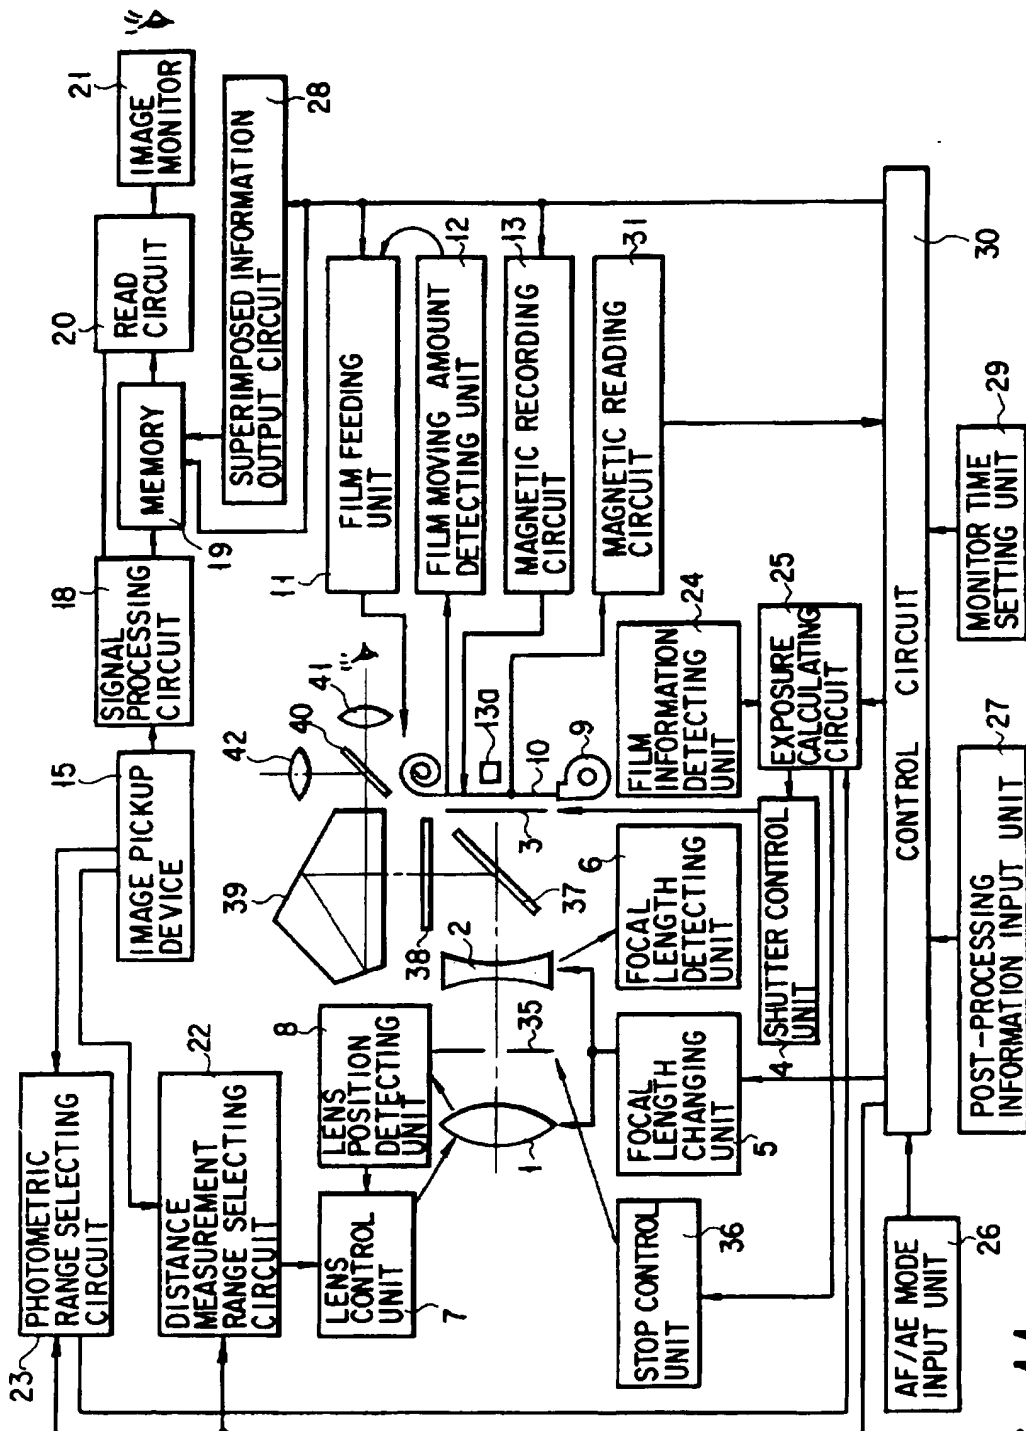 23
PHOTOMETRIC
RANGE SELECTING
CIRCUIT
22
DISTANCE
MEASUREMENT
RANGE SELECTING
CIRCUIT
15
IMAGE PICKUP
DEVICE
18
SIGNAL
PROCESSING
CIRCUIT
19
MEMORY
20
READ
CIRCUIT
21
IMAGE
MONITOR
28
SUPERIMPOSED INFORMATION
OUTPUT CIRCUIT
7
LENS
CONTROL
UNIT
8
LENS
POSITION
DETECTING
UNIT
39
42
40
41
11
FILM FEEDING
UNIT
12
FILM MOVING AMOUNT
DETECTING UNIT
13
MAGNETIC RECORDING
CIRCUIT
31
MAGNETIC READING
CIRCUIT
1
35
2
38
37
3
10
9
13a
36
STOP CONTROL
UNIT
5
FOCAL
LENGTH
CHANGING
UNIT
6
FOCAL
LENGTH
DETECTING
UNIT
24
FILM
INFORMATION
DETECTING
UNIT
4
SHUTTER CONTROL
UNIT
25
EXPOSURE
CALCULATING
CIRCUIT
30
CONTROL CIRCUIT
26
AF/AE MODE
INPUT UNIT
27
POST-PROCESSING
INFORMATION INPUT UNIT
29
MONITOR TIME
SETTING UNIT